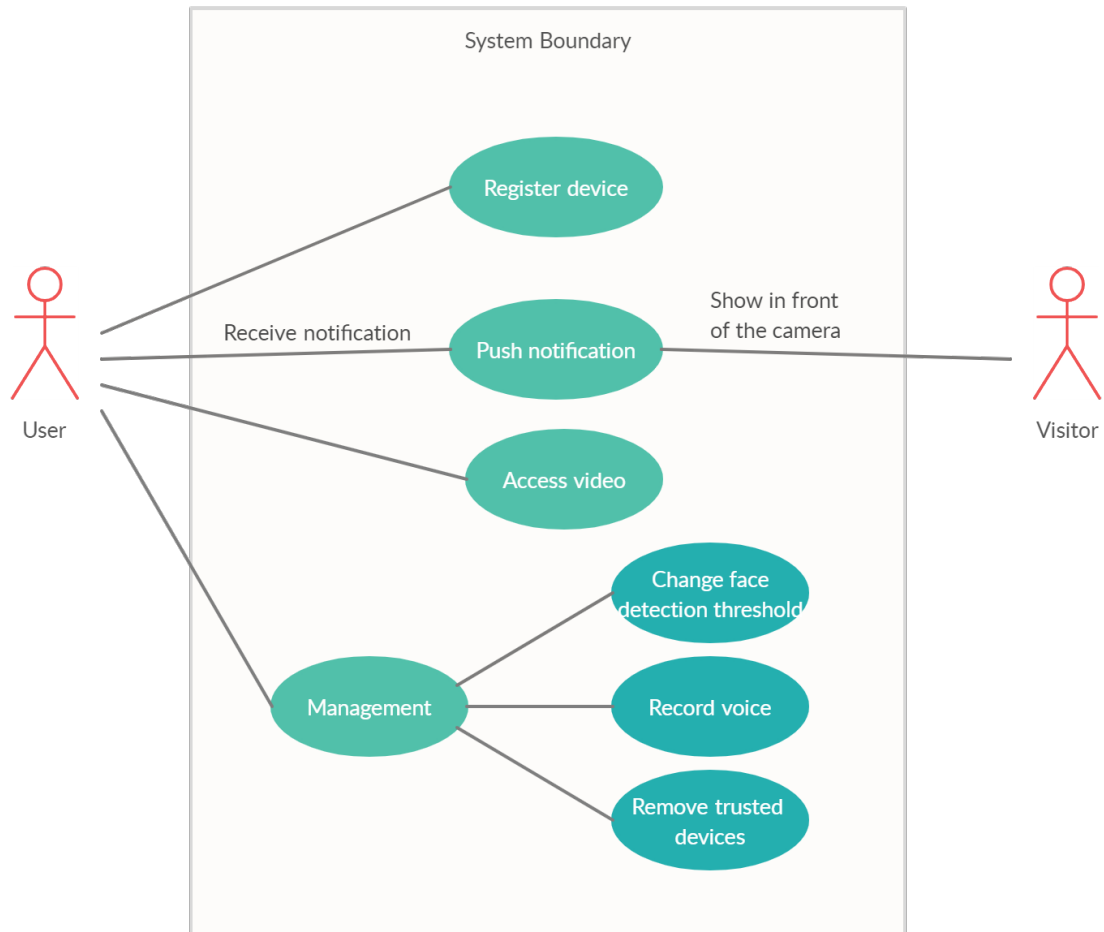 System Boundary
Register device
Receive notification
Push notification
Show in front
of the camera
User
Visitor
Access video
Change face
detection threshold
Management
Record voice
Remove trusted
devices